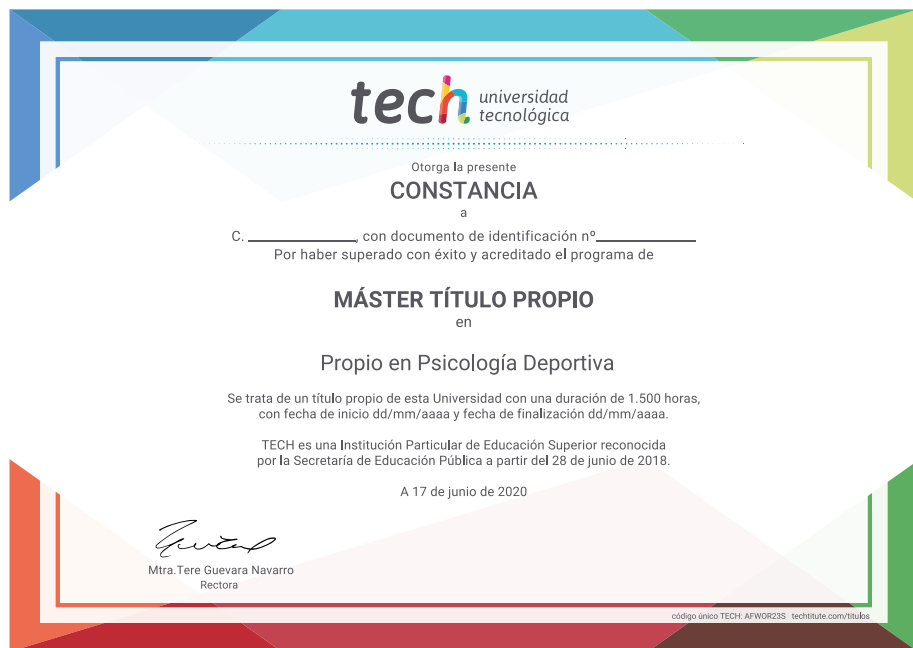 tech universidad
tecnológica
Otorga la presente
CONSTANCIA
a
C. ____________, con documento de identificación nº___________
Por haber superado con éxito y acreditado el programa de
MÁSTER TÍTULO PROPIO
en
Propio en Psicología Deportiva
Se trata de un título propio de esta Universidad con una duración de 1.500 horas,
con fecha de inicio dd/mm/aaaa y fecha de finalización dd/mm/aaaa.
TECH es una Institución Particular de Educación Superior reconocida
por la Secretaría de Educación Pública a partir del 28 de junio de 2018.
A 17 de junio de 2020
Mtra.Tere Guevara Navarro
Rectora
código único TECH: AFWOR23S techtitute.com/titulos